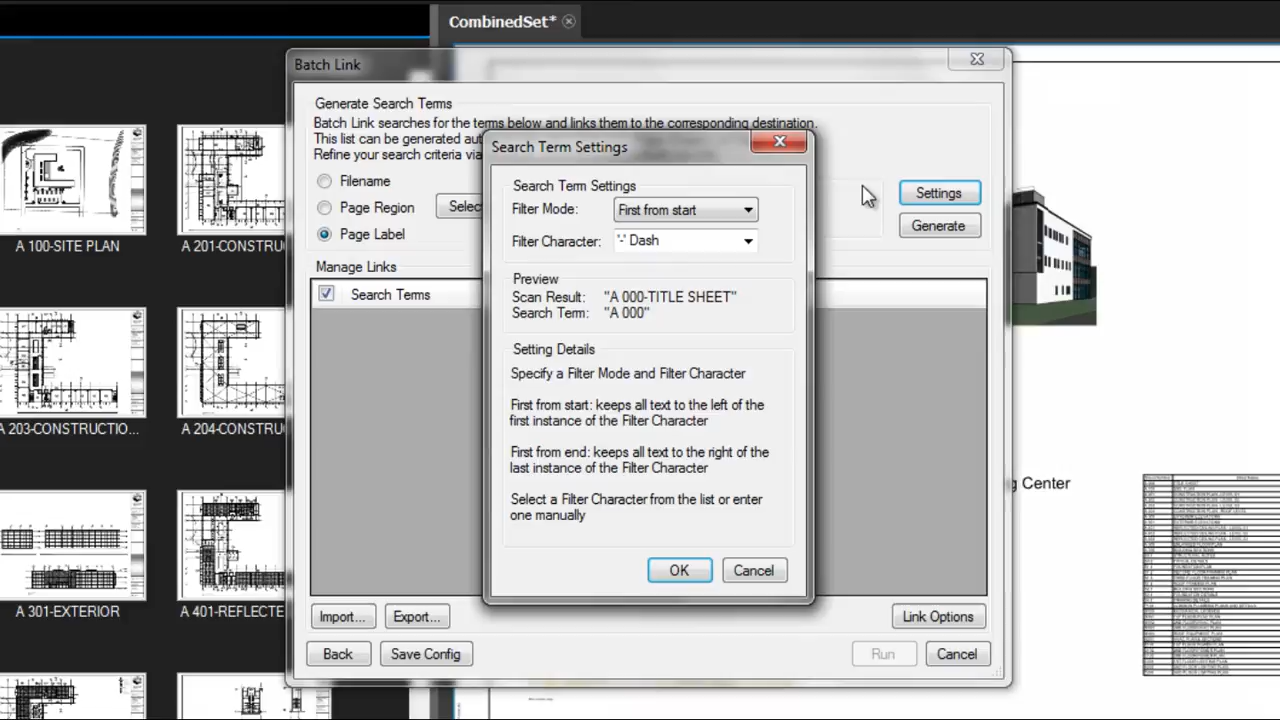 CombinedSet*
Batch Link
Generate Search Terms
Batch Link searches for the terms below and links them to the corresponding destination.
This list can be generated aut
Refine your search criteria via
Filename
Page Region
Selec
Page Label
Settings
Generate
Manage Links
Search Terms
Search Term Settings
Search Term Settings
Filter Mode:
First from start
Filter Character:
'-' Dash
Preview
Scan Result: "A 000-TITLE SHEET"
Search Term: "A 000"
Setting Details
Specify a Filter Mode and Filter Character
First from start: keeps all text to the left of the
first instance of the Filter Character
First from end: keeps all text to the right of the
last instance of the Filter Character
Select a Filter Character from the list or enter
one manually
OK
Cancel
Import...
Export...
Link Options
Back
Save Config
Run
Cancel
A 100-SITE PLAN
A 201-CONSTRU
A 203-CONSTRUCTIO...
A 204-CONSTRU
A 301-EXTERIOR
A 401-REFLECTE
g Center